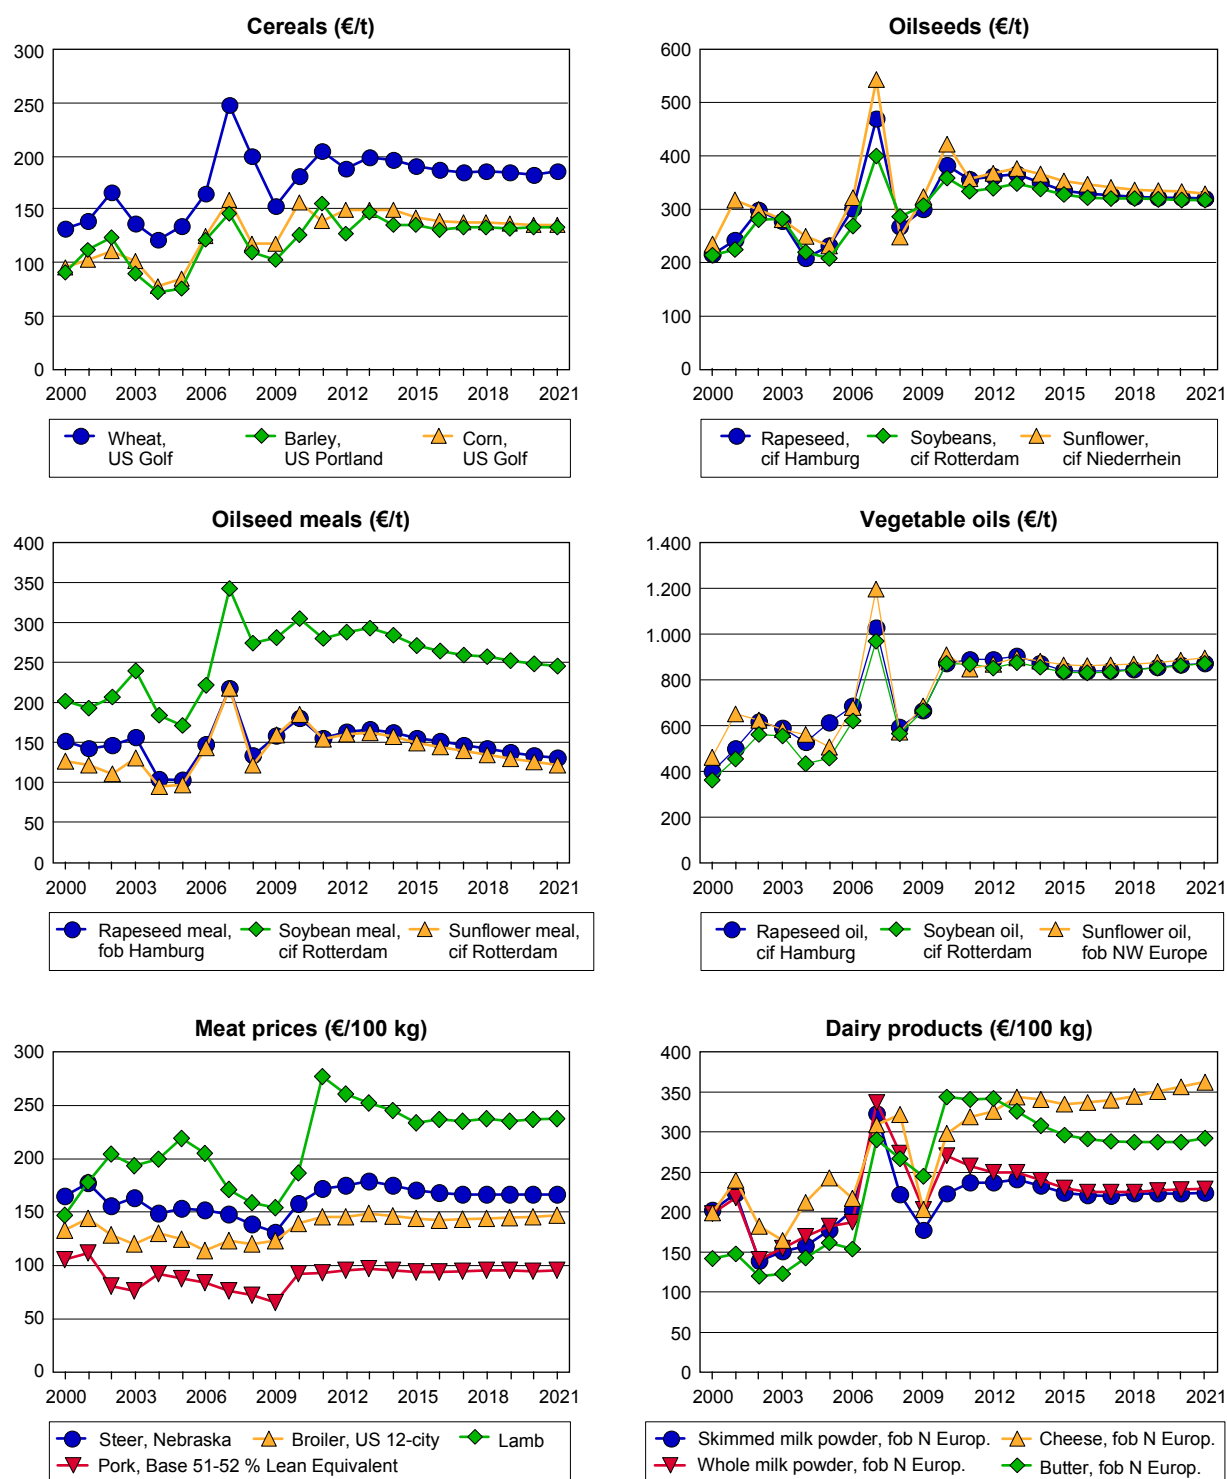 Cereals (€/t)
300
250
200
150
100
50
0
2000 2003 2006 2009 2012 2015 2018 2021
Wheat,
US Golf
Barley,
US Portland
Corn,
US Golf
Oilseeds (€/t)
600
500
400
300
200
100
0
2000 2003 2006 2009 2012 2015 2018 2021
Rapeseed,
cif Hamburg
Soybeans,
cif Rotterdam
Sunflower,
cif Niederrhein
Oilseed meals (€/t)
400
350
300
250
200
150
100
50
0
2000 2003 2006 2009 2012 2015 2018 2021
Rapeseed meal,
fob Hamburg
Soybean meal,
cif Rotterdam
Sunflower meal,
cif Rotterdam
Vegetable oils (€/t)
1.400
1.200
1.000
800
600
400
200
0
2000 2003 2006 2009 2012 2015 2018 2021
Rapeseed oil,
cif Hamburg
Soybean oil,
cif Rotterdam
Sunflower oil,
fob NW Europe
Meat prices (€/100 kg)
300
250
200
150
100
50
0
2000 2003 2006 2009 2012 2015 2018 2021
Steer, Nebraska
Broiler, US 12-city
Lamb
Pork, Base 51-52 % Lean Equivalent
Dairy products (€/100 kg)
400
350
300
250
200
150
100
50
0
2000 2003 2006 2009 2012 2015 2018 2021
Skimmed milk powder, fob N Europ.
Cheese, fob N Europ.
Whole milk powder, fob N Europ.
Butter, fob N Europ.